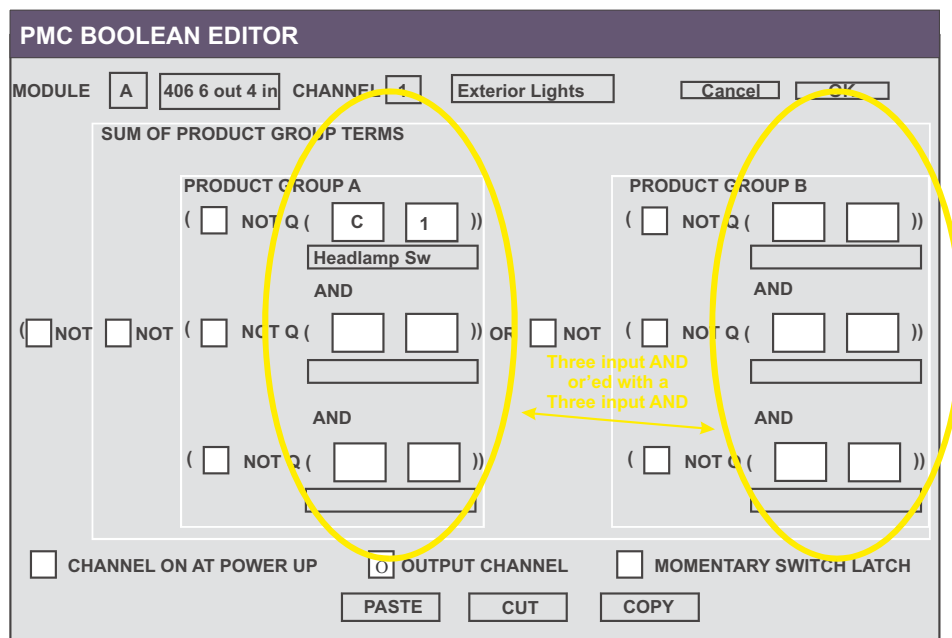 PMC BOOLEAN EDITOR
MODULE A 406 6 out 4 in CHANNEL 1 Exterior Lights Cancel OK
SUM OF PRODUCT GROUP TERMS
PRODUCT GROUP A PRODUCT GROUP B
( NOT Q ( C 1 )) ( NOT Q ( ))
Headlamp Sw
AND AND
( NOT NOT ( NOT Q ( )) OR NOT ( NOT Q ( ))
Three input AND
or'ed with a
Three input AND
AND AND
( NOT Q ( )) ( NOT Q ( ))
CHANNEL ON AT POWER UP O OUTPUT CHANNEL MOMENTARY SWITCH LATCH
PASTE CUT COPY